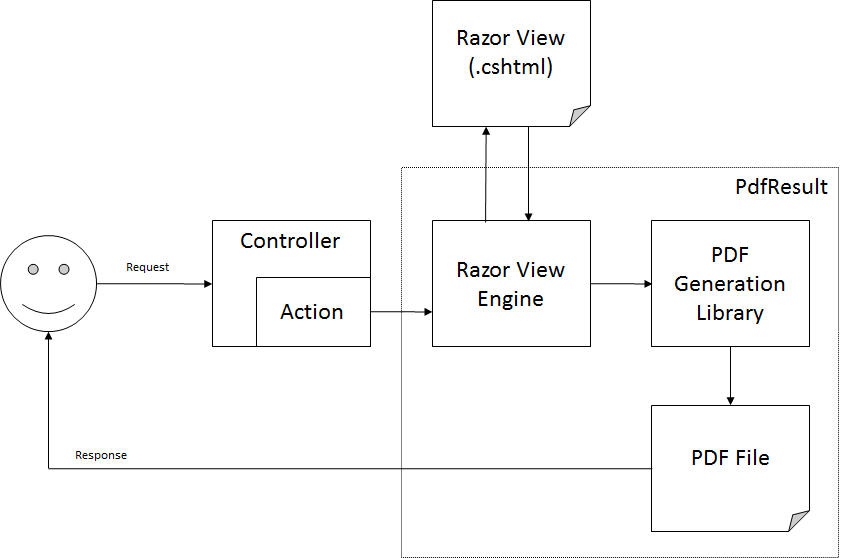 Razor View
(.cshtml)
PdfResult
Controller
Request
Action
Razor View
Engine
PDF
Generation
Library
Response
PDF File